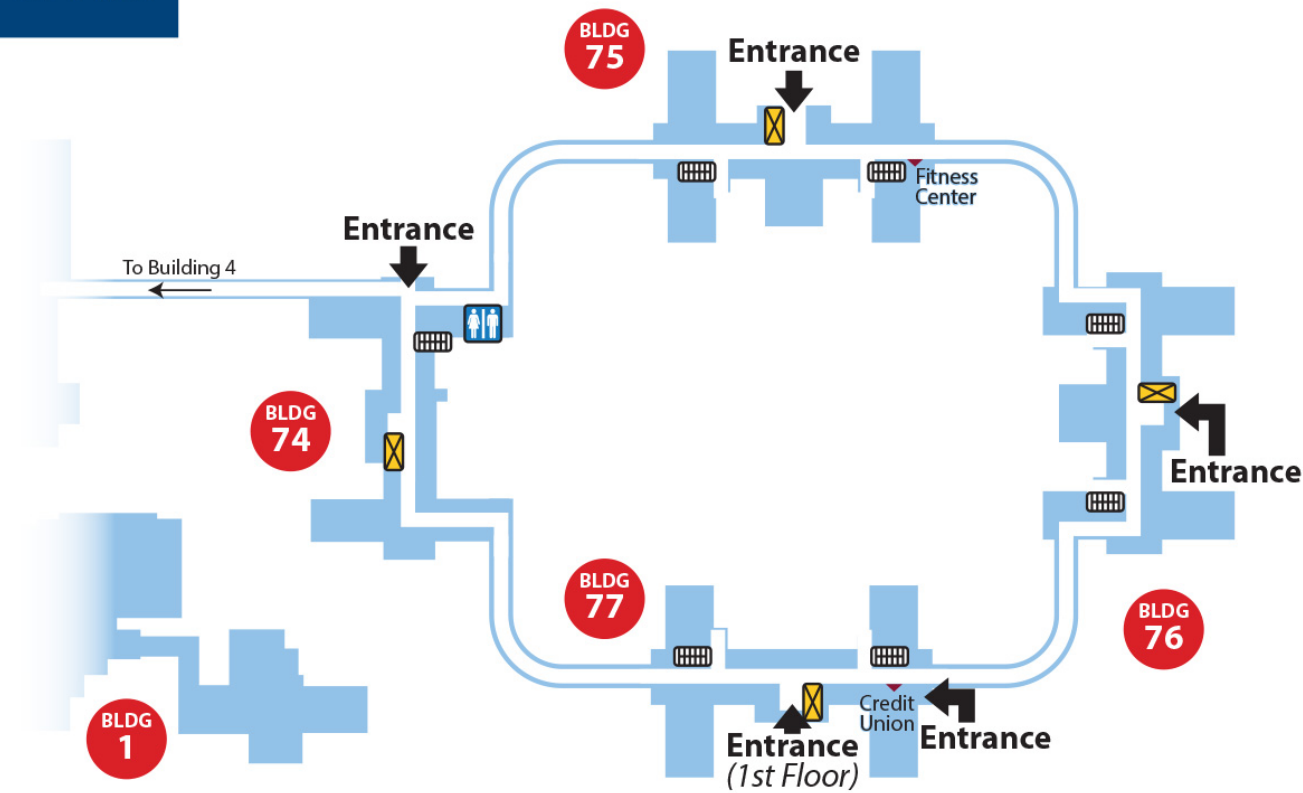 BLDG
75
Entrance
Fitness
Center
Entrance
To Building 4
BLDG
74
Entrance
BLDG
77
BLDG
76
Credit
Union
Entrance
Entrance
(1st Floor)
BLDG
1